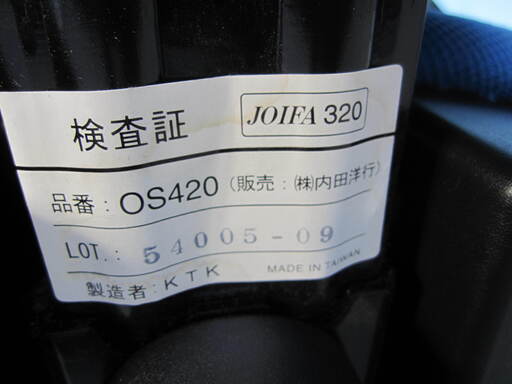 検査証 JOIFA 320
品番：OS420（販売：㈱内田洋行）
LOT.：54005-09
製造者：KTK MADE IN TAIWAN